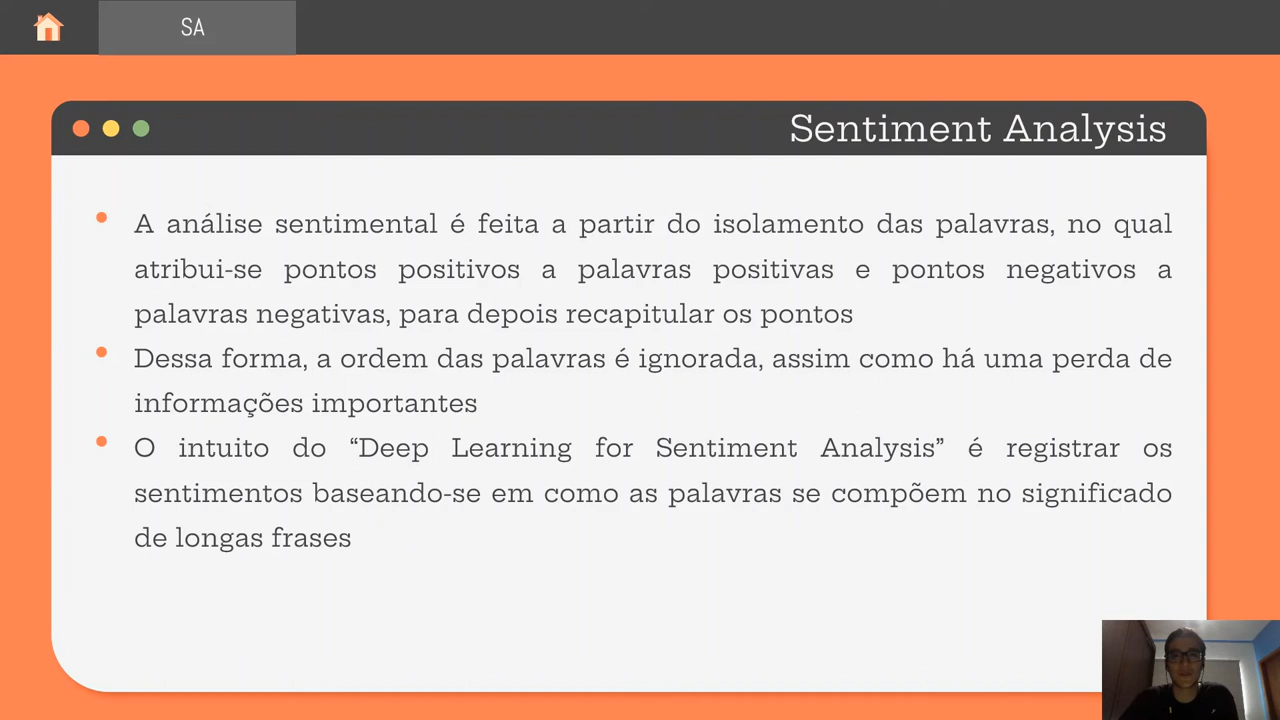 SA
Sentiment Analysis
A análise sentimental é feita a partir do isolamento das palavras, no qual
atribui-se pontos positivos a palavras positivas e pontos negativos a
palavras negativas, para depois recapitular os pontos
Dessa forma, a ordem das palavras é ignorada, assim como há uma perda de
informações importantes
O intuito do “Deep Learning for Sentiment Analysis” é registrar os
sentimentos baseando-se em como as palavras se compõem no significado
de longas frases